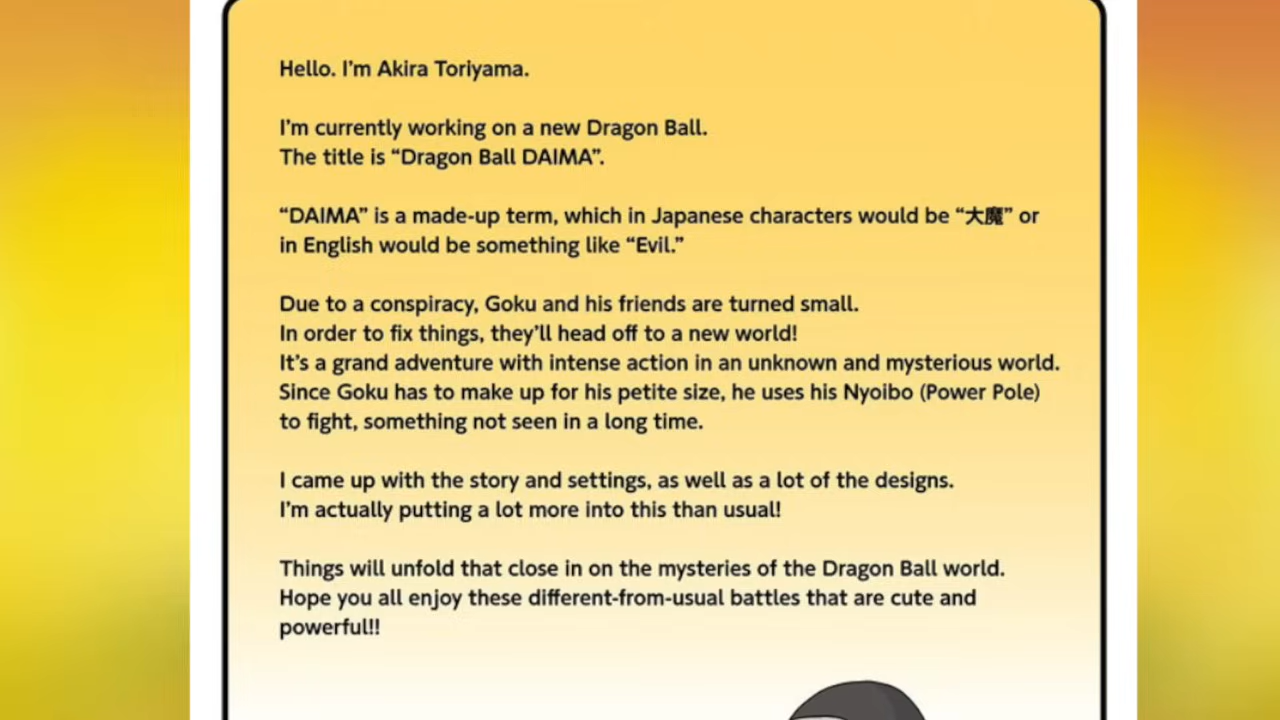 Hello. I'm Akira Toriyama.
I'm currently working on a new Dragon Ball.
The title is “Dragon Ball DAIMA”.
“DAIMA” is a made-up term, which in Japanese characters would be “大魔” or
in English would be something like “Evil.”
Due to a conspiracy, Goku and his friends are turned small.
In order to fix things, they'll head off to a new world!
It's a grand adventure with intense action in an unknown and mysterious world.
Since Goku has to make up for his petite size, he uses his Nyoibo (Power Pole)
to fight, something not seen in a long time.
I came up with the story and settings, as well as a lot of the designs.
I'm actually putting a lot more into this than usual!
Things will unfold that close in on the mysteries of the Dragon Ball world.
Hope you all enjoy these different-from-usual battles that are cute and
powerful!!